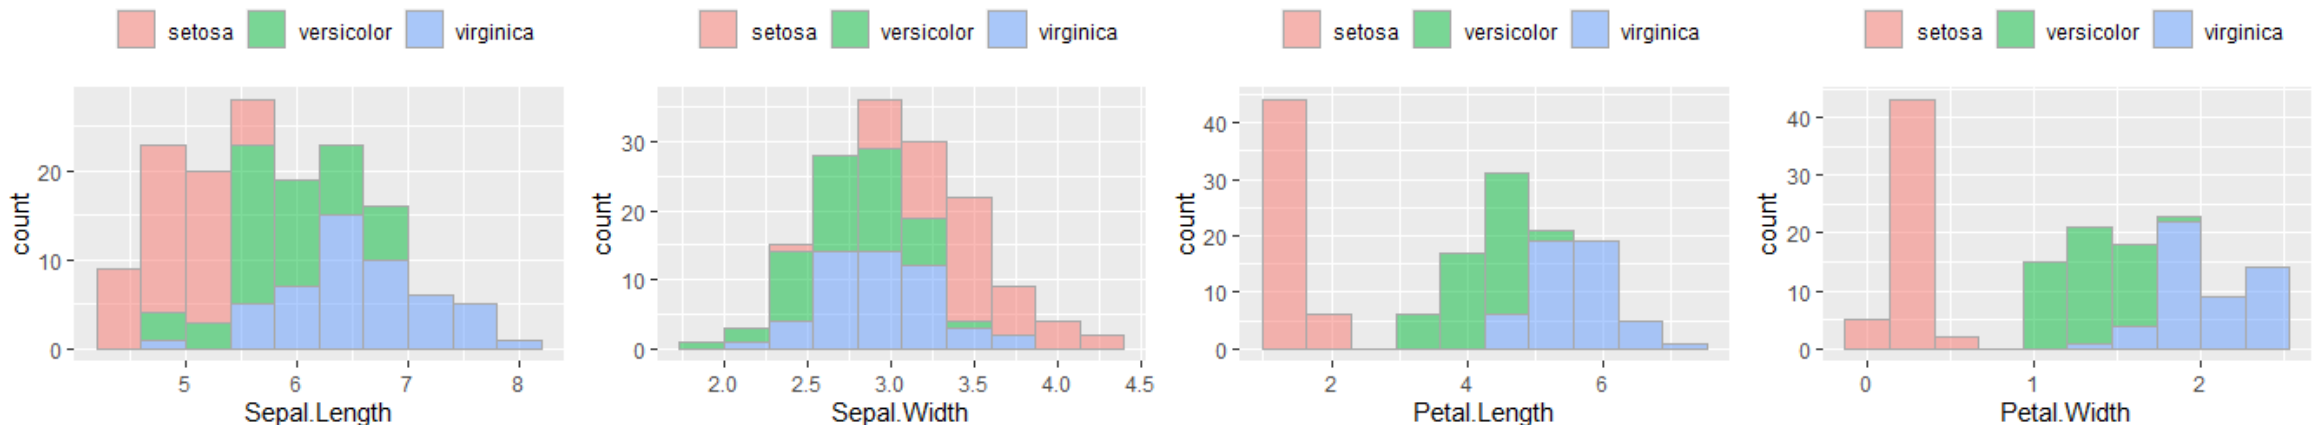 setosa versicolor virginica
count
20
10
0
5 6 7 8
Sepal.Length
setosa versicolor virginica
count
30
20
10
0
2.0 2.5 3.0 3.5 4.0 4.5
Sepal.Width
setosa versicolor virginica
count
40
30
20
10
0
2 4 6
Petal.Length
setosa versicolor virginica
count
40
30
20
10
0
0 1 2
Petal.Width